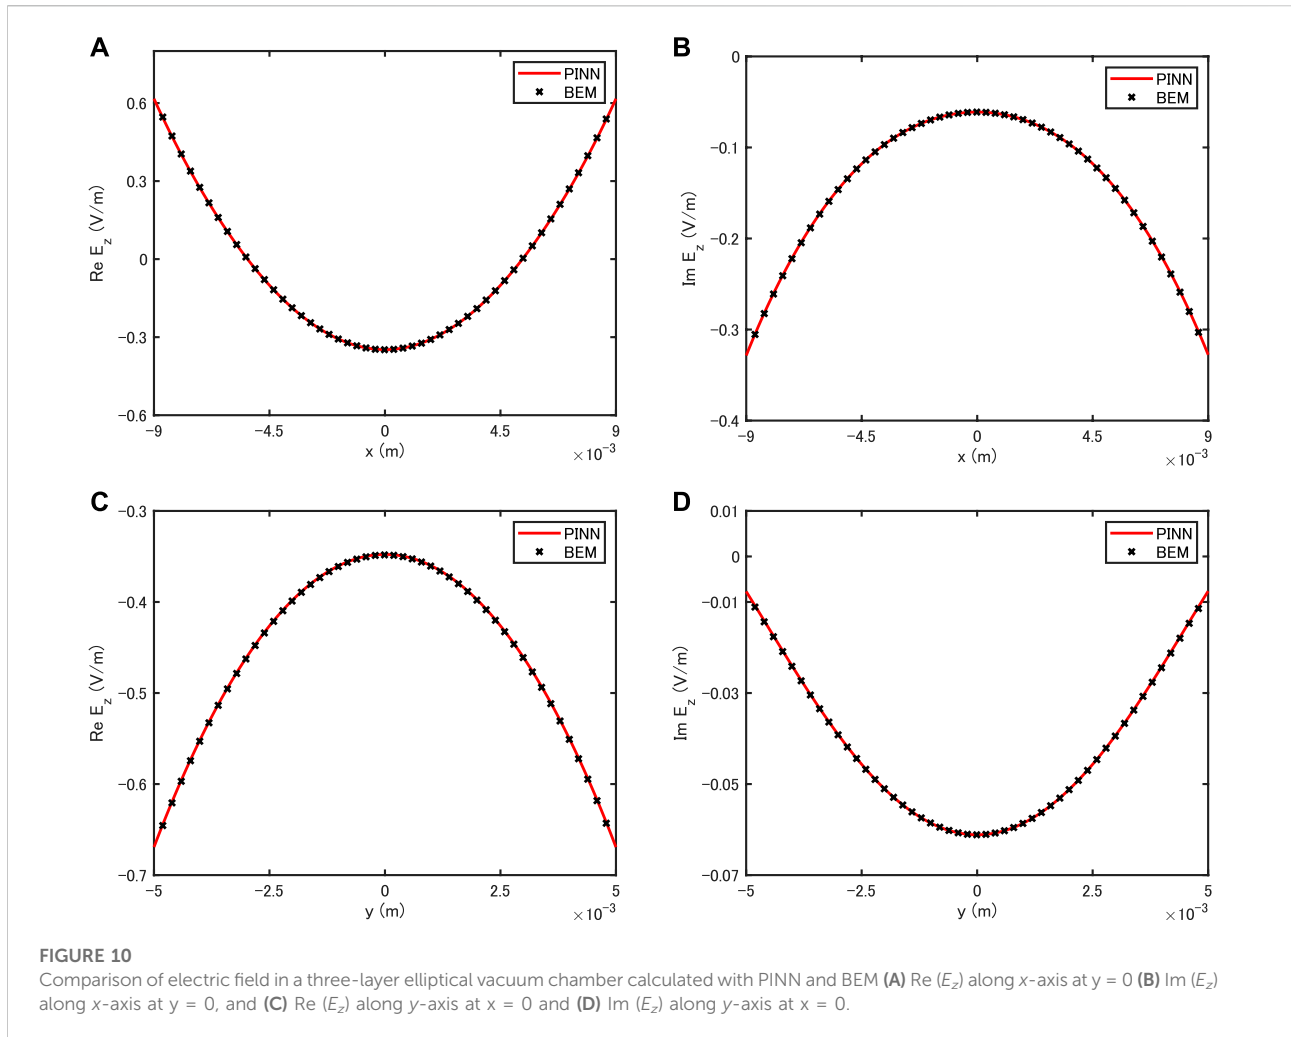 A
PINN
BEM
0.6
0.3
0
−0.3
−0.6
Re E_z (V/m)
−9
−4.5
0
4.5
9
x (m)
×10⁻³
B
PINN
BEM
0
−0.1
−0.2
−0.3
−0.4
Im E_z (V/m)
−9
−4.5
0
4.5
9
x (m)
×10⁻³
C
PINN
BEM
−0.3
−0.4
−0.5
−0.6
−0.7
Re E_z (V/m)
−5
−2.5
0
2.5
5
y (m)
×10⁻³
D
PINN
BEM
0.01
0
−0.01
−0.03
−0.05
−0.07
Im E_z (V/m)
−5
−2.5
0
2.5
5
y (m)
×10⁻³
FIGURE 10
Comparison of electric field in a three-layer elliptical vacuum chamber calculated with PINN and BEM (A) Re (E_z) along x-axis at y = 0 (B) Im (E_z)
along x-axis at y = 0, and (C) Re (E_z) along y-axis at x = 0 and (D) Im (E_z) along y-axis at x = 0.